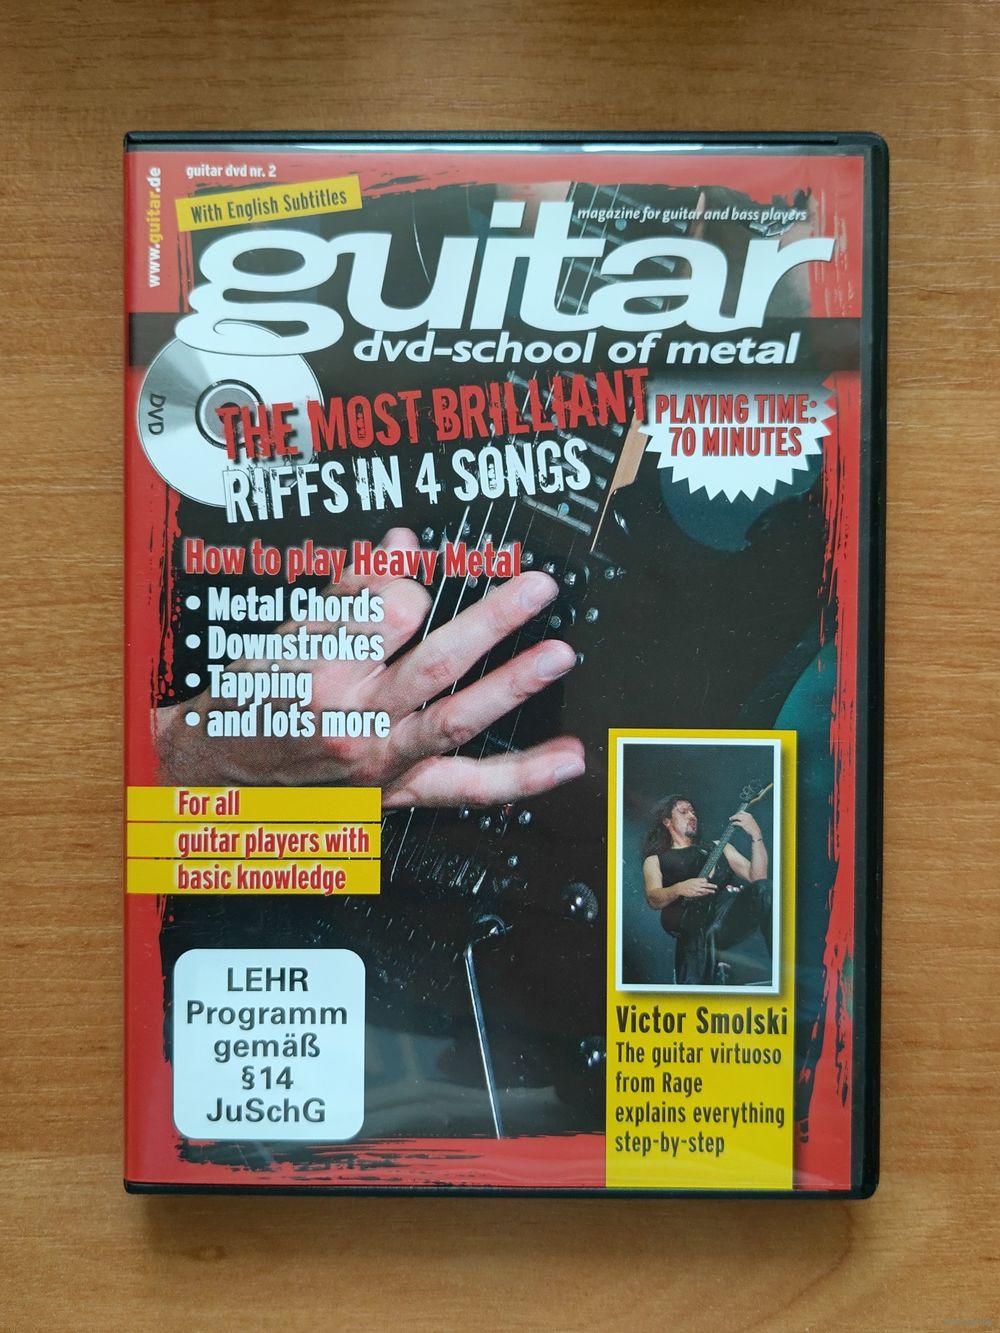 www.guitar.de
guitar dvd nr. 2
With English Subtitles
magazine for guitar and bass players
guitar
dvd-school of metal
DVD
THE MOST BRILLIANT
RIFFS IN 4 SONGS
PLAYING TIME:
70 MINUTES
How to play Heavy Metal
• Metal Chords
• Downstrokes
• Tapping
• and lots more
For all
guitar players with
basic knowledge
LEHR
Programm
gemäß
§14
JuSchG
Victor Smolski
The guitar virtuoso
from Rage
explains everything
step-by-step